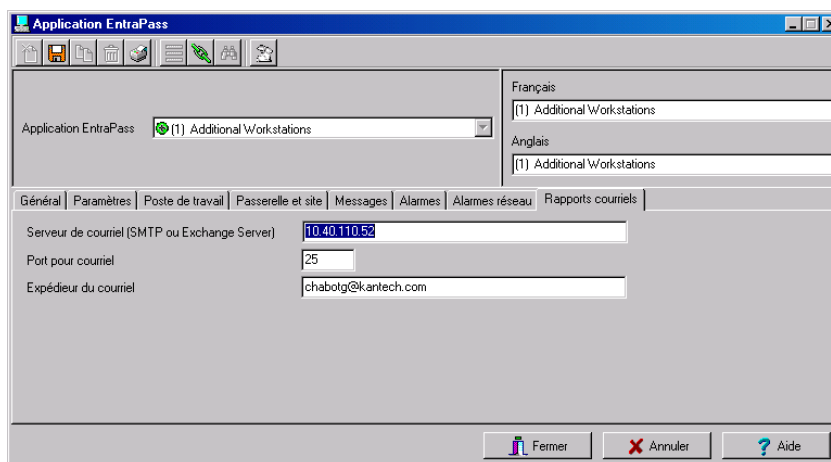 Application EntraPass
Français
(1) Additional Workstations
Application EntraPass
(1) Additional Workstations
Anglais
(1) Additional Workstations
Général
Paramètres
Poste de travail
Passerelle et site
Messages
Alarmes
Alarmes réseau
Rapports courriels
Serveur de courriel (SMTP ou Exchange Server)
10.40.110.52
Port pour courriel
25
Expédieur du courriel
chabotg@kantech.com
Fermer
Annuler
Aide